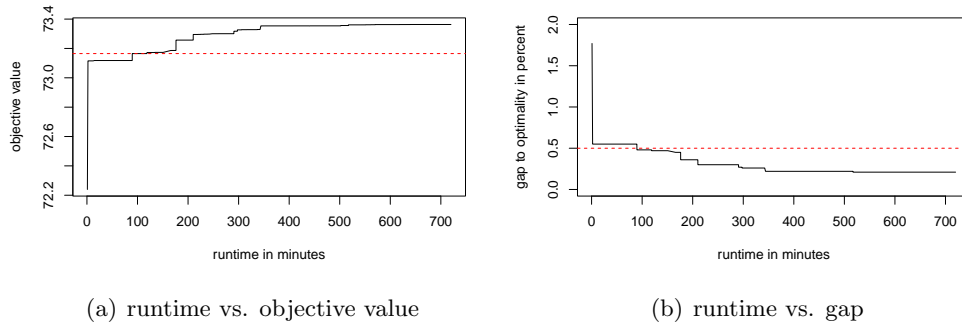 73.4
73.0
72.6
72.2
objective value
0 100 200 300 400 500 600 700
runtime in minutes
(a) runtime vs. objective value
2.0
1.5
1.0
0.5
0.0
gap to optimality in percent
0 100 200 300 400 500 600 700
runtime in minutes
(b) runtime vs. gap